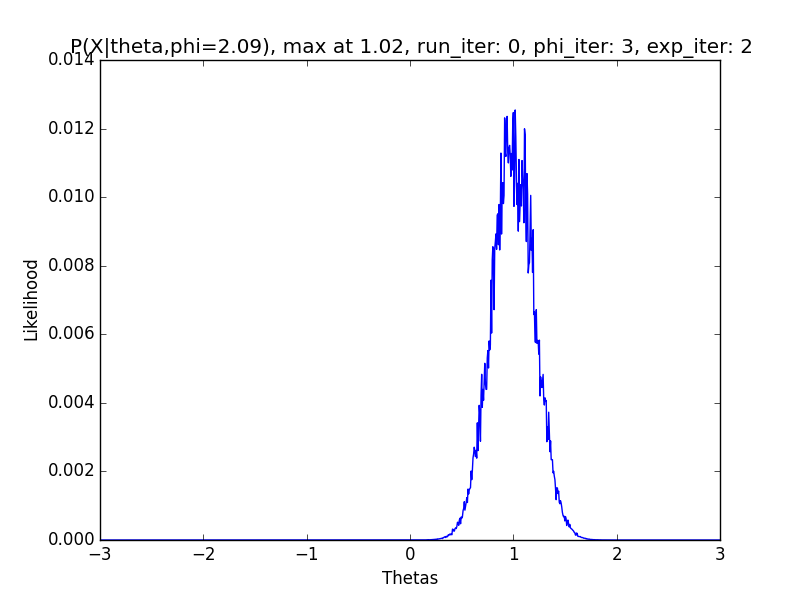 P(X|theta,phi=2.09), max at 1.02, run_iter: 0, phi_iter: 3, exp_iter: 2
0.014
0.012
0.010
0.008
0.006
0.004
0.002
0.000
Likelihood
−3 −2 −1 0 1 2 3
Thetas